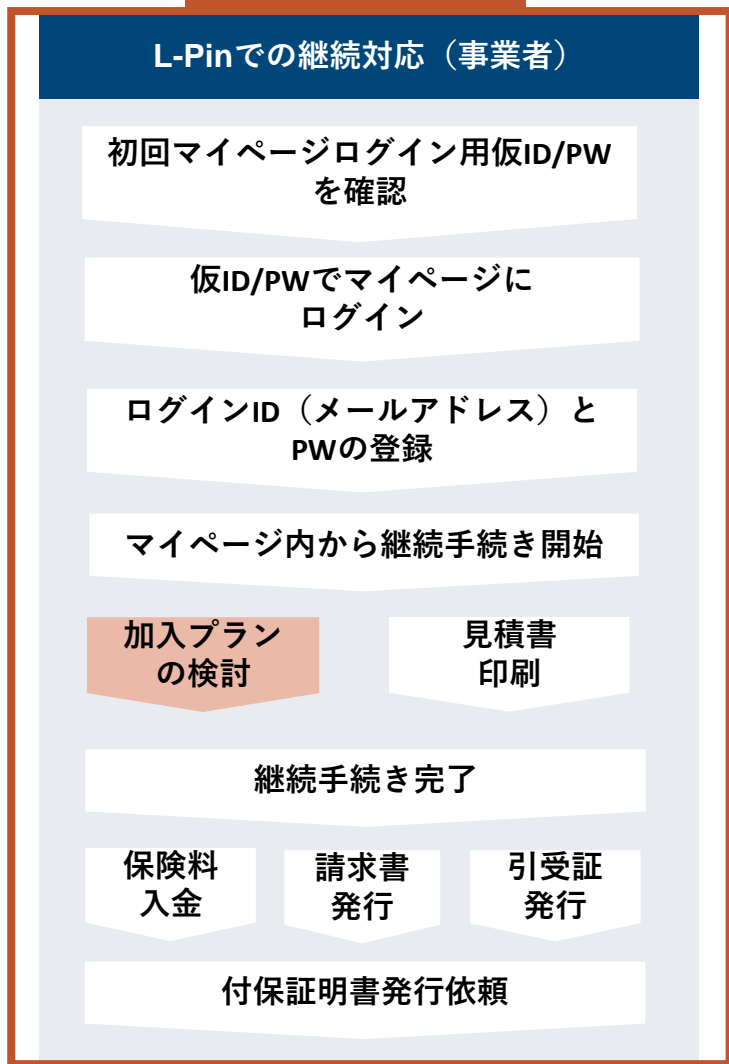 L-Pinでの継続対応（事業者）
初回マイページログイン用仮ID/PW
を確認
仮ID/PWでマイページに
ログイン
ログインID（メールアドレス）と
PWの登録
マイページ内から継続手続き開始
加入プラン
の検討
見積書
印刷
継続手続き完了
保険料
入金
請求書
発行
引受証
発行
付保証明書発行依頼